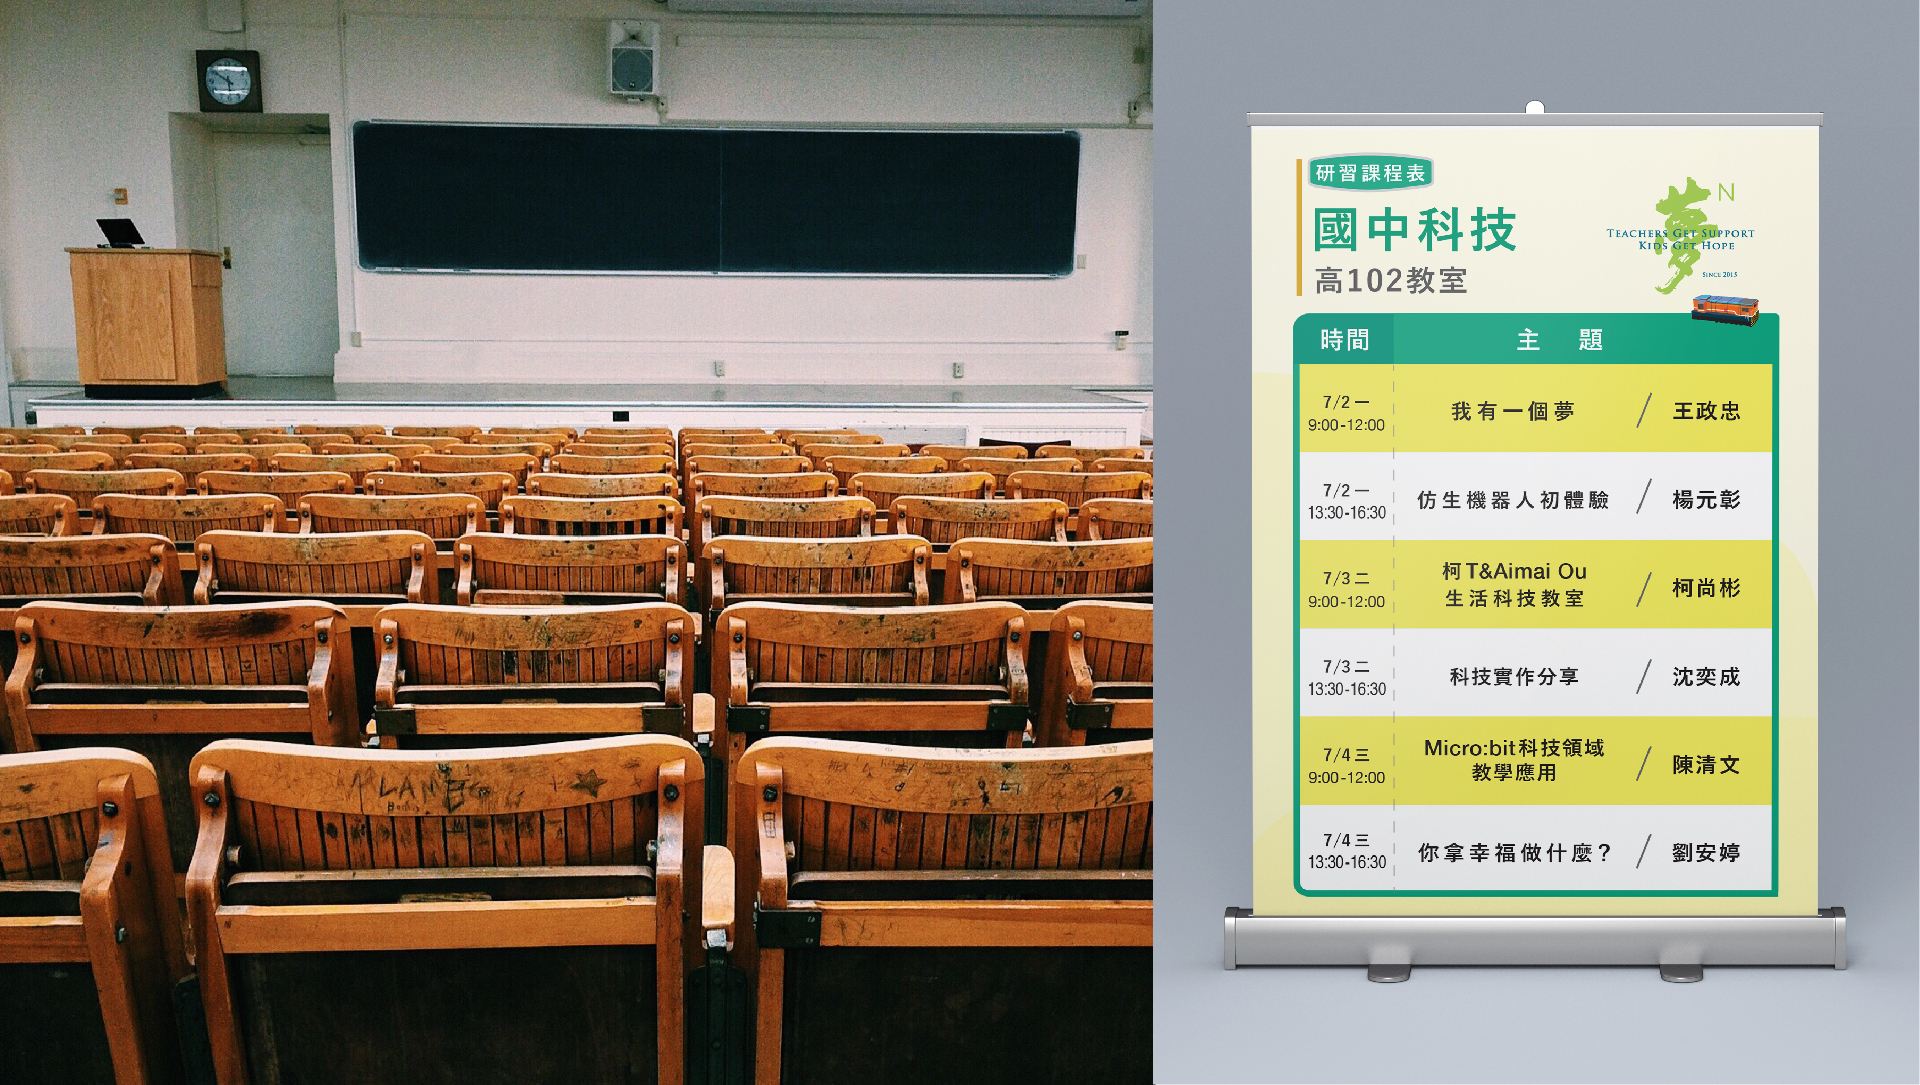 LAMB
研習課程表
國中科技
高102教室
夢N
TEACHERS GET SUPPORT
KIDS GET HOPE
SINCE 2015
時間 主題
7/2 一
9:00-12:00
我有一個夢 / 王政忠
7/2 一
13:30-16:30
仿生機器人初體驗 / 楊元彰
7/3 二
9:00-12:00
柯T&Aimai Ou
生活科技教室 / 柯尚彬
7/3 二
13:30-16:30
科技實作分享 / 沈奕成
7/4 三
9:00-12:00
Micro:bit科技領域
教學應用 / 陳清文
7/4 三
13:30-16:30
你拿幸福做什麼? / 劉安婷